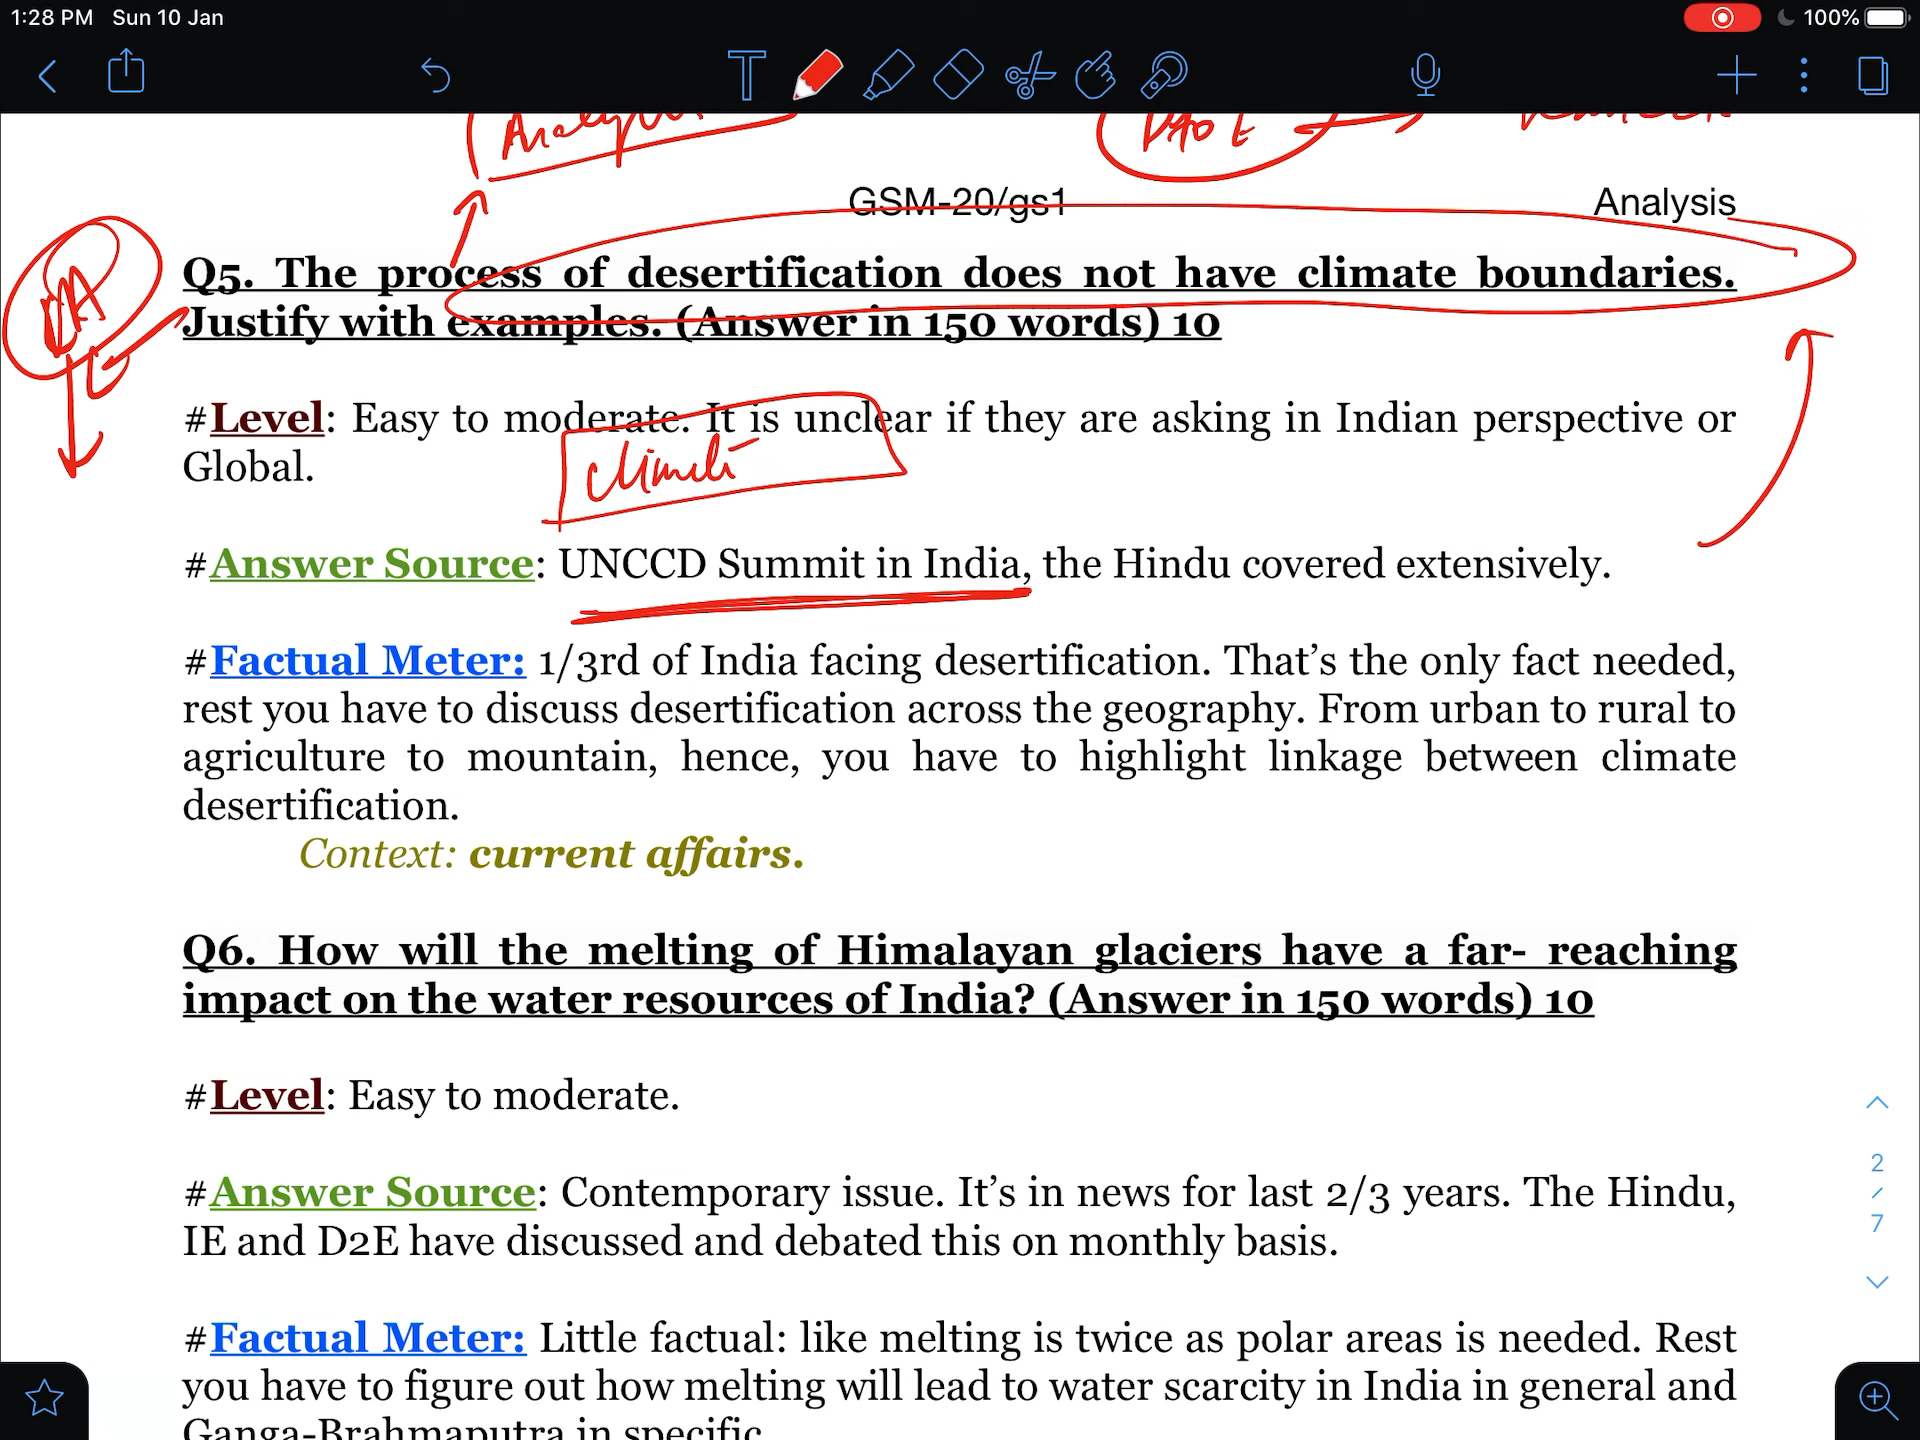 1:28 PM Sun 10 Jan
100%
GSM-20/gs1 Analysis
Q5. The process of desertification does not have climate boundaries.
Justify with examples. (Answer in 150 words) 10
#Level: Easy to moderate. It is unclear if they are asking in Indian perspective or
Global.
#Answer Source: UNCCD Summit in India, the Hindu covered extensively.
#Factual Meter: 1/3rd of India facing desertification. That’s the only fact needed,
rest you have to discuss desertification across the geography. From urban to rural to
agriculture to mountain, hence, you have to highlight linkage between climate
desertification.
Context: current affairs.
Q6. How will the melting of Himalayan glaciers have a far- reaching
impact on the water resources of India? (Answer in 150 words) 10
#Level: Easy to moderate.
#Answer Source: Contemporary issue. It’s in news for last 2/3 years. The Hindu,
IE and D2E have discussed and debated this on monthly basis.
#Factual Meter: Little factual: like melting is twice as polar areas is needed. Rest
you have to figure out how melting will lead to water scarcity in India in general and
Ganga-Brahmaputra in specific
2
/
7